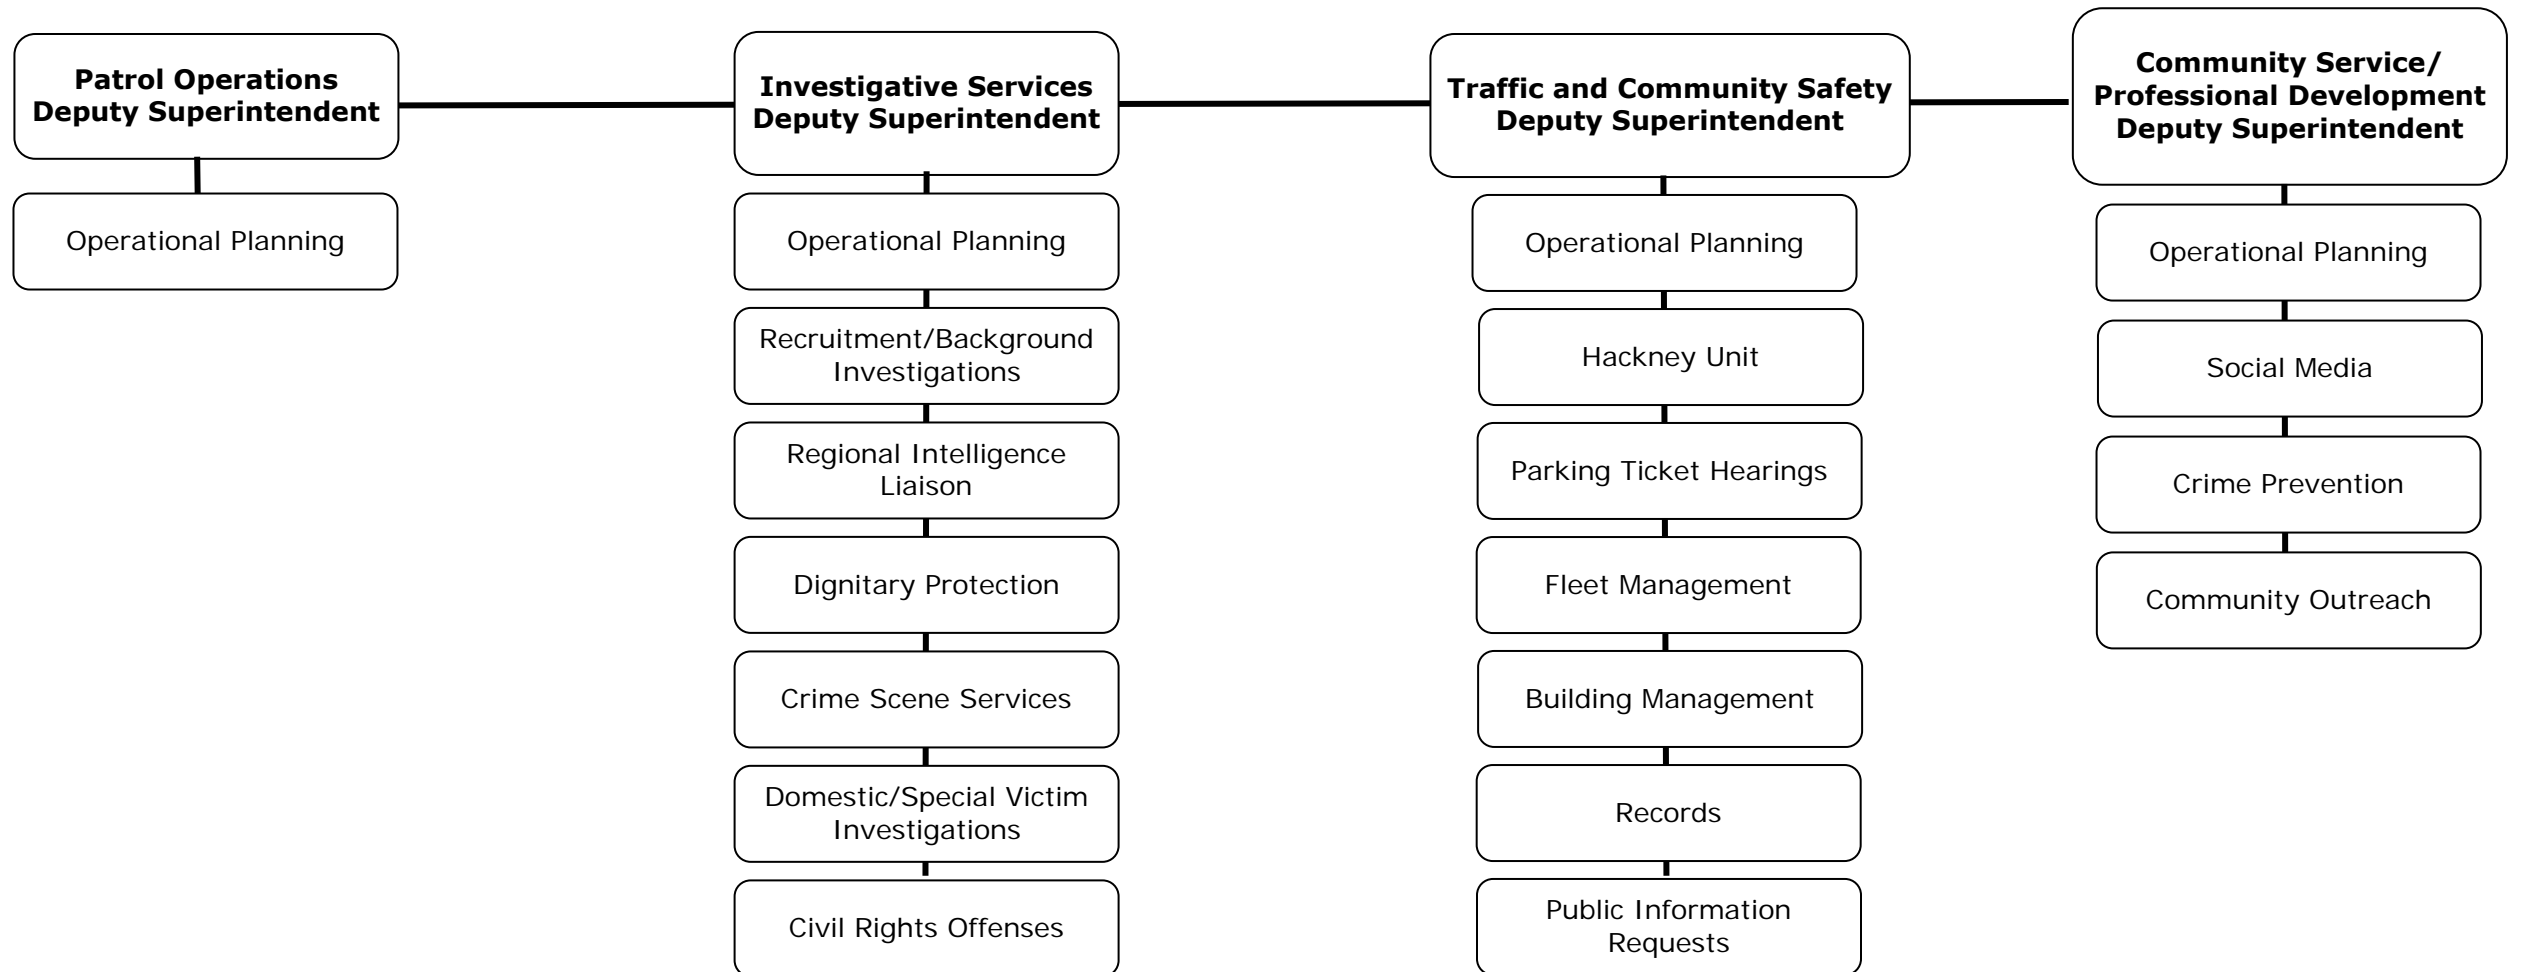 Patrol Operations
Deputy Superintendent
Operational Planning
Investigative Services
Deputy Superintendent
Operational Planning
Recruitment/Background
Investigations
Regional Intelligence
Liaison
Dignitary Protection
Crime Scene Services
Domestic/Special Victim
Investigations
Civil Rights Offenses
Traffic and Community Safety
Deputy Superintendent
Operational Planning
Hackney Unit
Parking Ticket Hearings
Fleet Management
Building Management
Records
Public Information
Requests
Community Service/
Professional Development
Deputy Superintendent
Operational Planning
Social Media
Crime Prevention
Community Outreach